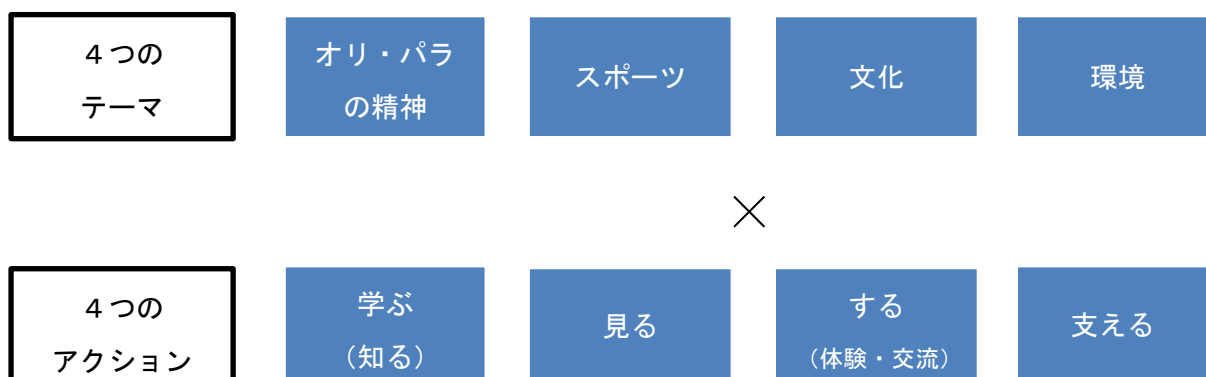 ４つの
テーマ
オリ・パラ
の精神
スポーツ
文化
環境
×
４つの
アクション
学ぶ
（知る）
見る
する
（体験・交流）
支える